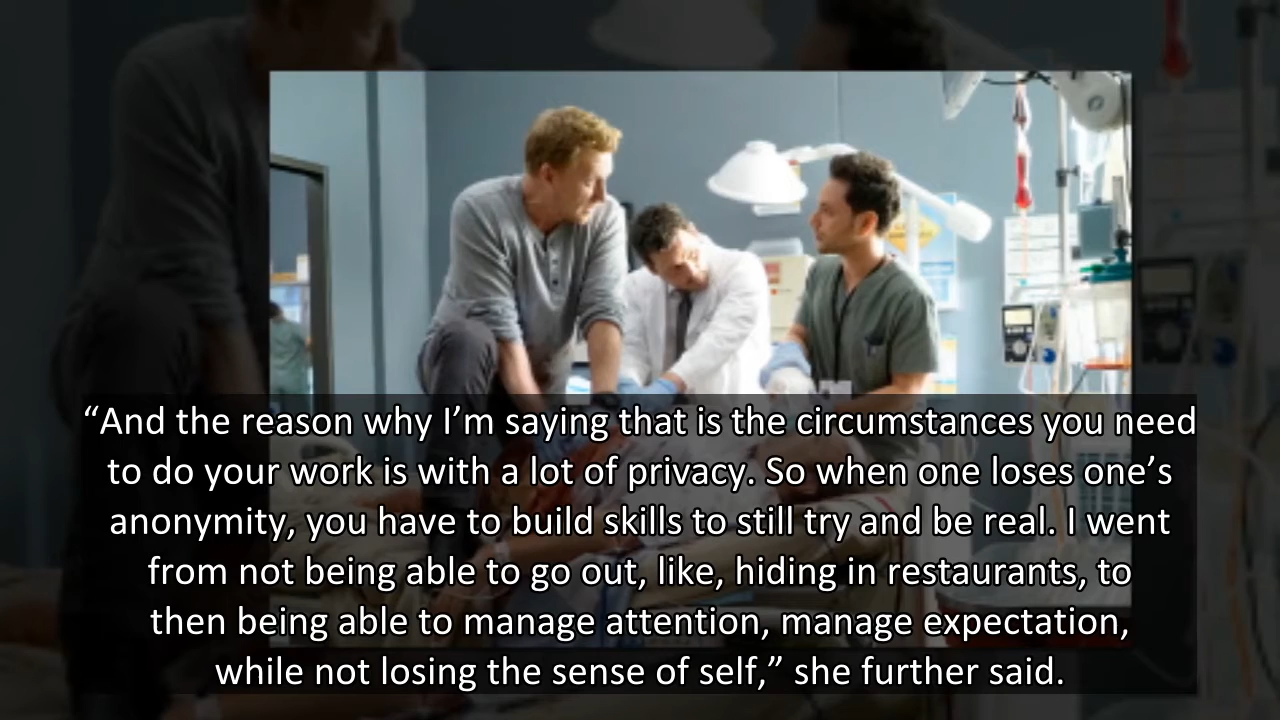 “And the reason why I’m saying that is the circumstances you need
to do your work is with a lot of privacy. So when one loses one’s
anonymity, you have to build skills to still try and be real. I went
from not being able to go out, like, hiding in restaurants, to
then being able to manage attention, manage expectation,
while not losing the sense of self,” she further said.